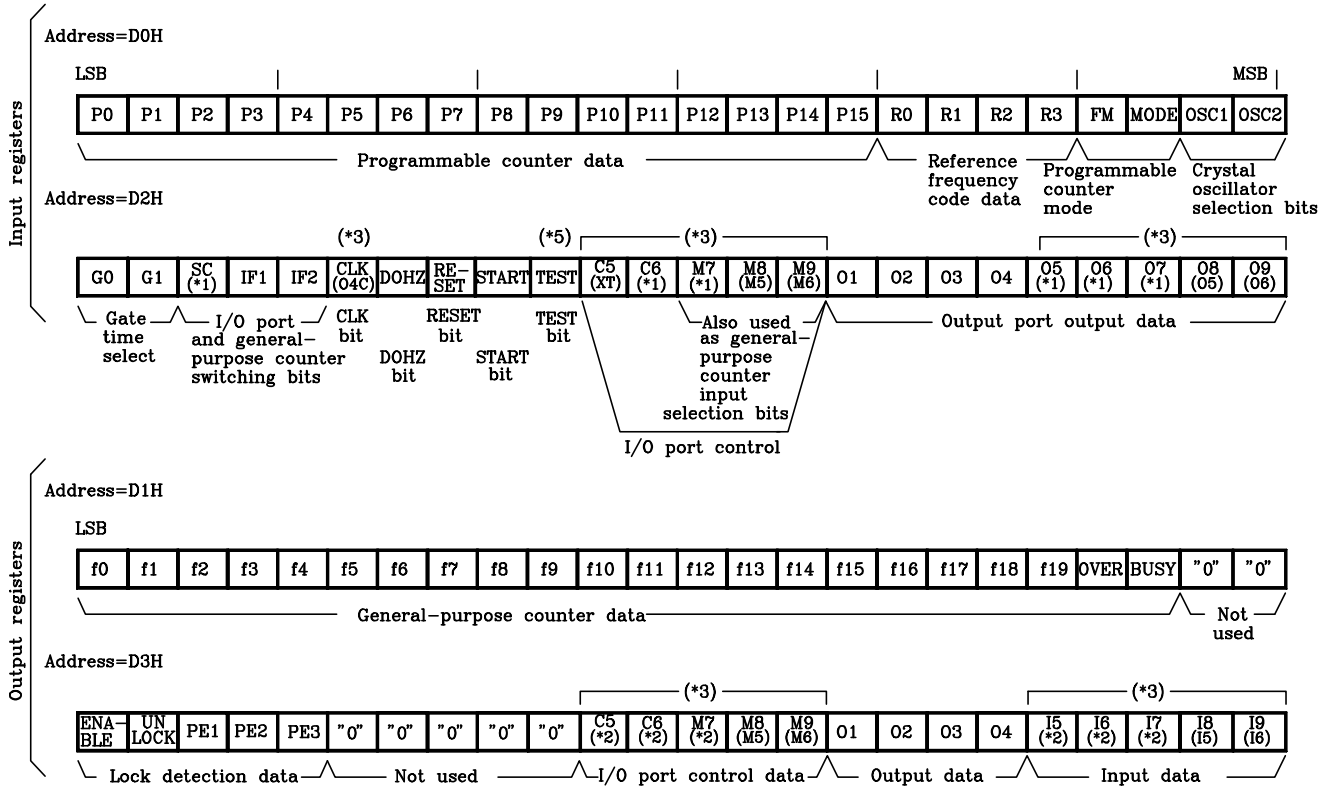 Input registers
Address=D0H
LSB MSB
P0 P1 P2 P3 P4 P5 P6 P7 P8 P9 P10 P11 P12 P13 P14 P15 R0 R1 R2 R3 FM MODE OSC1 OSC2
Programmable counter data
Reference
frequency
code data
Programmable
counter
mode
Crystal
oscillator
selection bits
Address=D2H
(*3) (*5) (*3) (*3)
G0 G1 SC (*1) IF1 IF2 CLK (O4C) DOHZ RE-SET START TEST C5 (XT) C6 (*1) M7 (*1) M8 (M5) M9 (M6) O1 O2 O3 O4 O5 (*1) O6 (*1) O7 (*1) O8 (O5) O9 (O6)
Gate
time
select
I/O port
and general-
purpose counter
switching bits
CLK
bit
DOHZ
bit
RESET
bit
START
bit
TEST
bit
Also used
as general-
purpose
counter
input
selection bits
I/O port control
Output port output data
Output registers
Address=D1H
LSB
f0 f1 f2 f3 f4 f5 f6 f7 f8 f9 f10 f11 f12 f13 f14 f15 f16 f17 f18 f19 OVER BUSY "0" "0"
General-purpose counter data
Not
used
Address=D3H
(*3) (*3)
ENA-BLE UN LOCK PE1 PE2 PE3 "0" "0" "0" "0" "0" C5 (*2) C6 (*2) M7 (*2) M8 (M5) M9 (M6) O1 O2 O3 O4 I5 (*2) I6 (*2) I7 (*2) I8 (I5) I9 (I6)
Lock detection data
Not used
I/O port control data
Output data
Input data